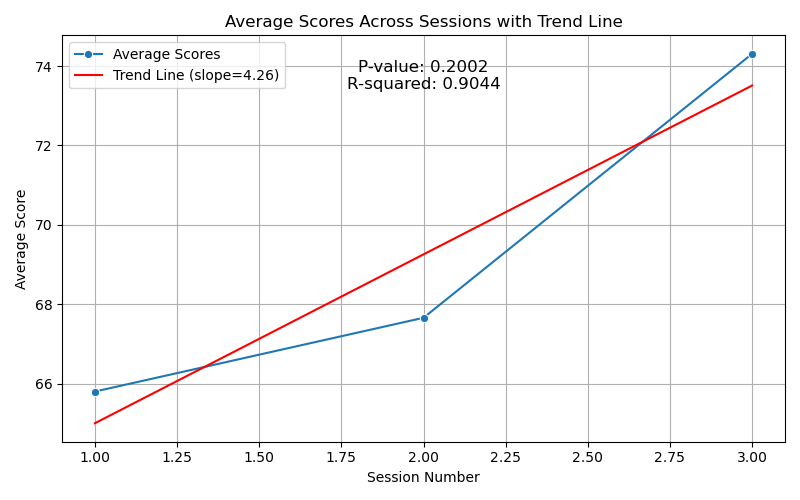 Average Scores Across Sessions with Trend Line
Average Scores
Trend Line (slope=4.26)
P-value: 0.2002
R-squared: 0.9044
Average Score
74
72
70
68
66
1.00 1.25 1.50 1.75 2.00 2.25 2.50 2.75 3.00
Session Number